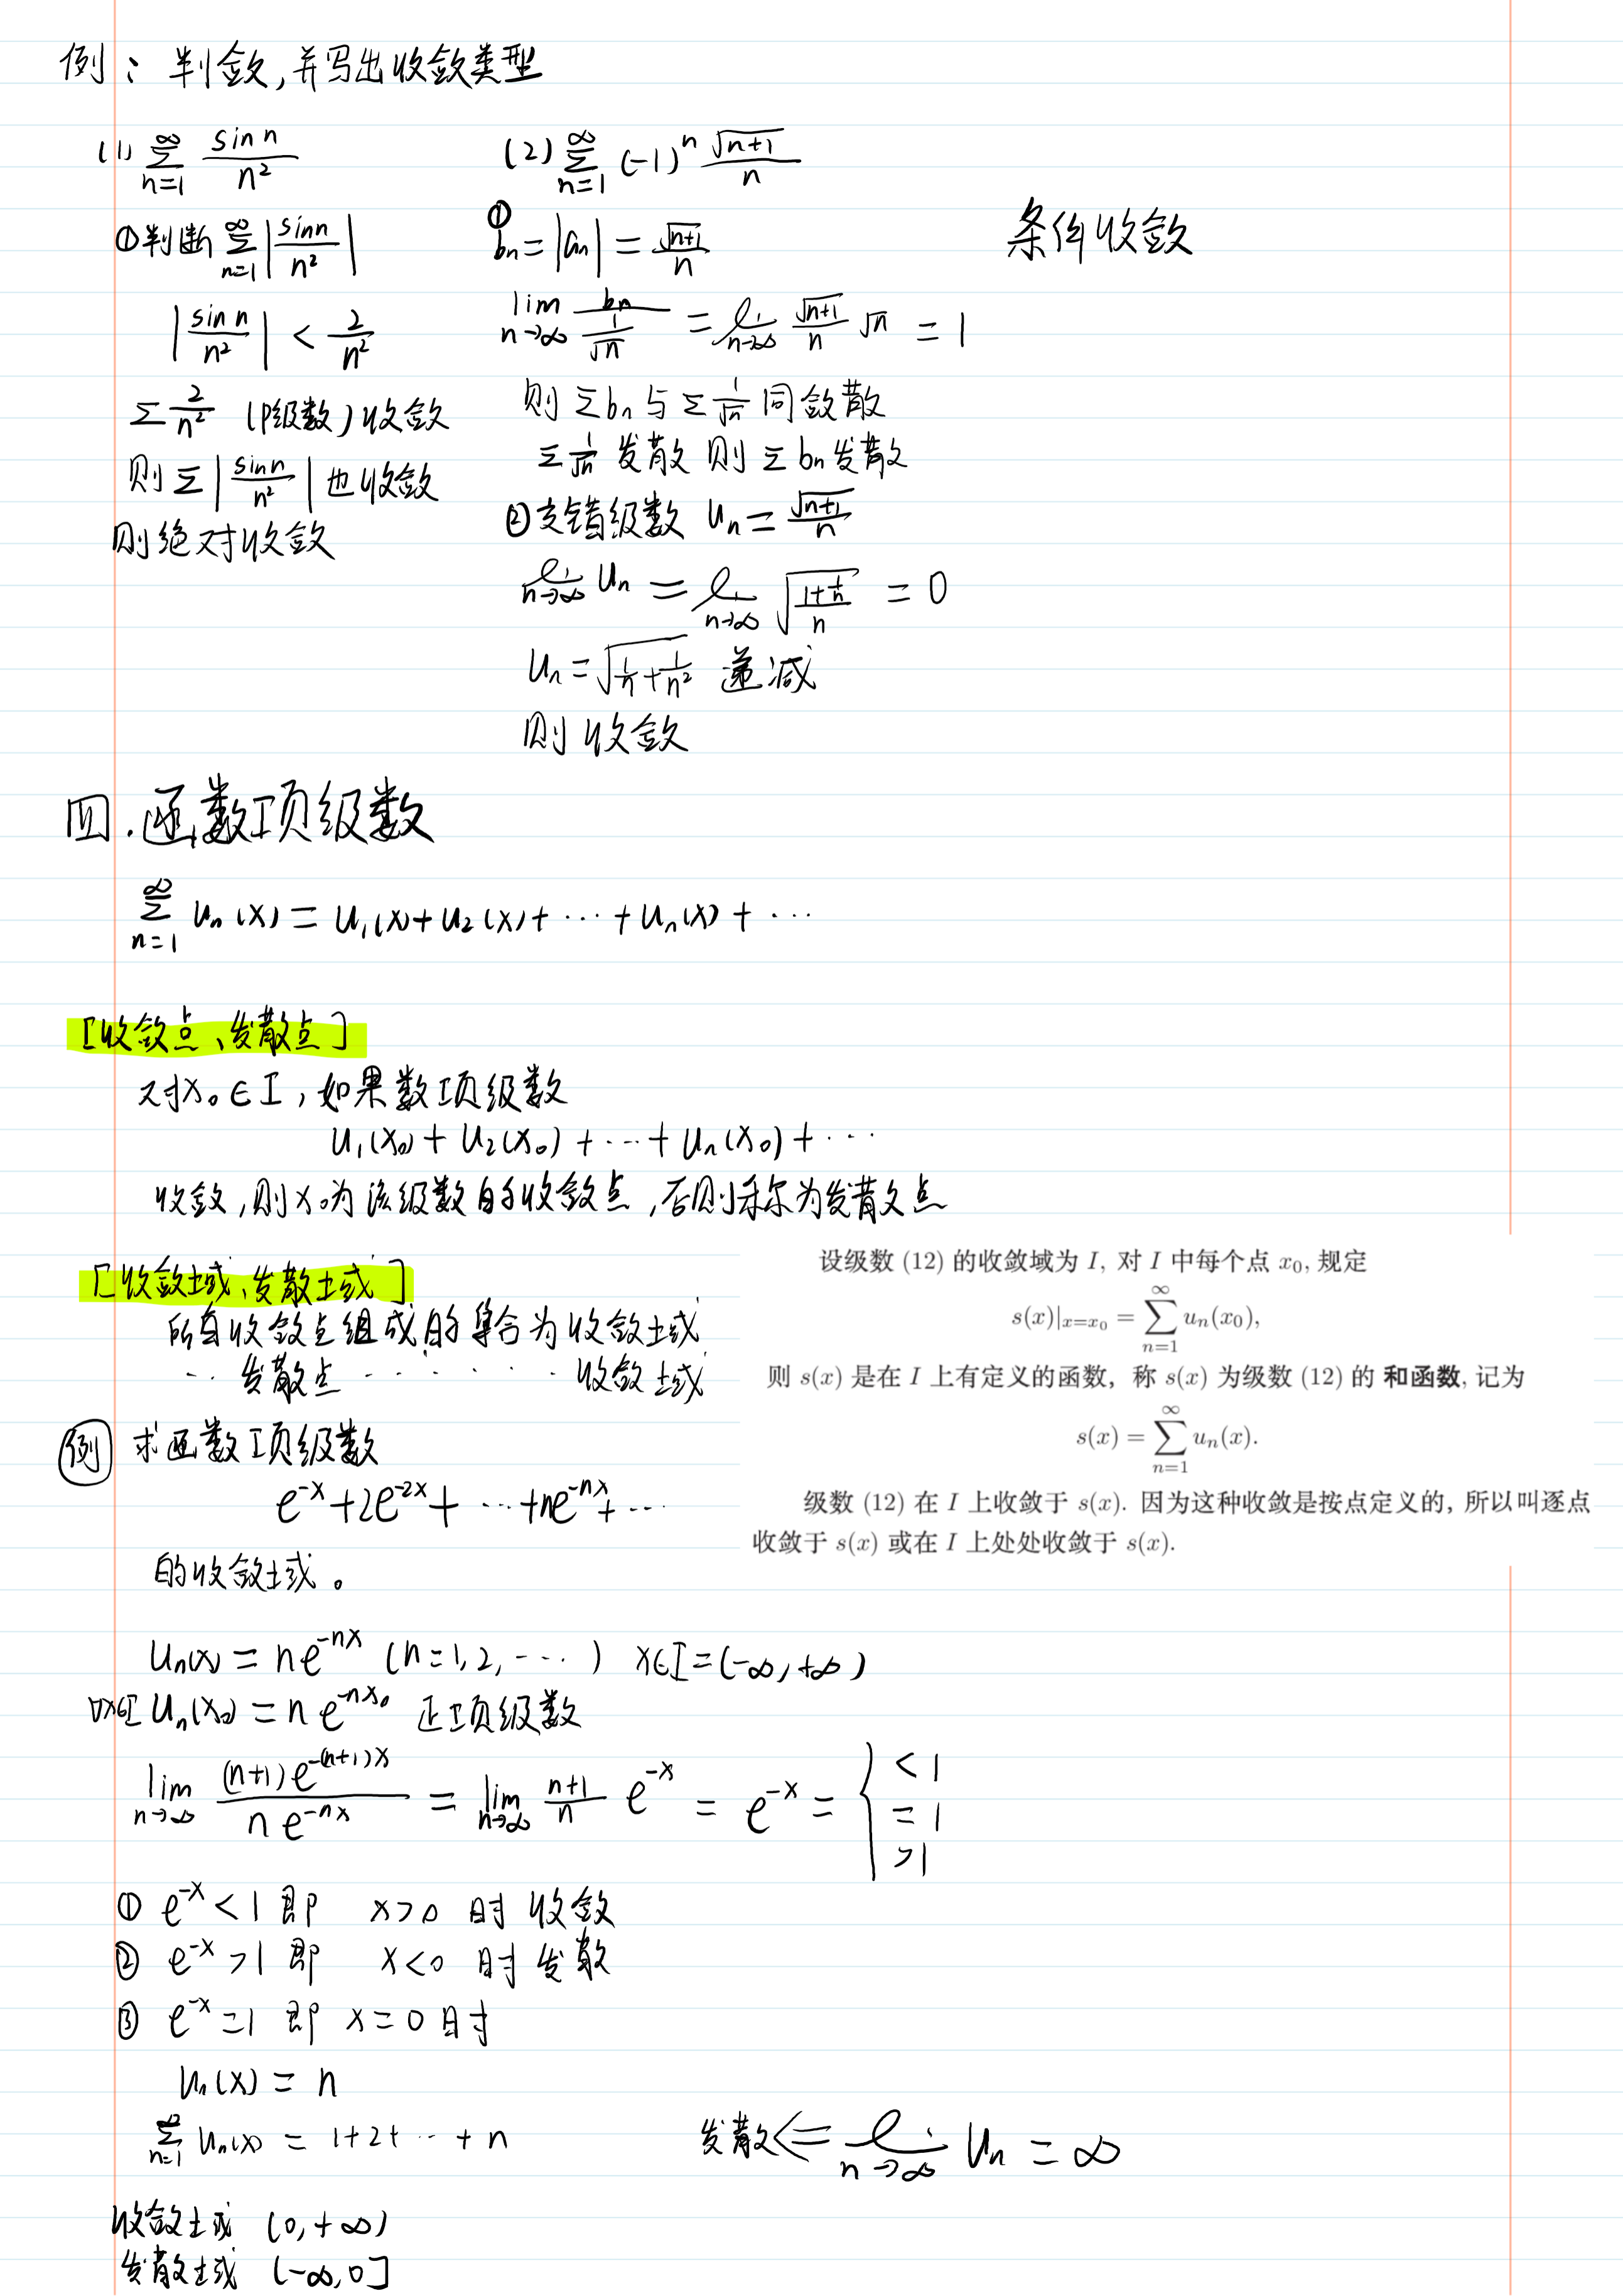 例：判敛,并写出收敛类型
(1) $\sum_{n=1}^{\infty} \frac{\sin n}{n^2}$
①判断 $\sum_{n=1}^{\infty} \left|\frac{\sin n}{n^2}\right|$
$\left|\frac{\sin n}{n^2}\right| < \frac{2}{n^2}$
$\sum \frac{2}{n^2}$ (P级数)收敛
则 $\sum \left|\frac{\sin n}{n^2}\right|$ 也收敛
则绝对收敛
(2) $\sum_{n=1}^{\infty} (-1)^n \frac{\sqrt{n+1}}{n}$
① $b_n = |a_n| = \frac{\sqrt{n+1}}{n}$
条件收敛
$\lim_{n\to\infty} \frac{b_n}{\frac{1}{\sqrt{n}}} = \lim_{n\to\infty} \frac{\sqrt{n+1}}{n} \sqrt{n} = 1$
则 $\sum b_n$ 与 $\sum \frac{1}{\sqrt{n}}$ 同敛散
$\sum \frac{1}{\sqrt{n}}$ 发散 则 $\sum b_n$ 发散
②交错级数 $u_n = \frac{\sqrt{n+1}}{n}$
$\lim_{n\to\infty} u_n = \lim_{n\to\infty} \sqrt{\frac{1+\frac{1}{n}}{n}} = 0$
$u_n = \sqrt{\frac{1}{n}+\frac{1}{n^2}}$ 递减
则收敛
四.函数项级数
$\sum_{n=1}^{\infty} u_n(x) = u_1(x)+u_2(x)+\cdots+u_n(x)+\cdots$
[收敛点、发散点]
对$x_0 \in I$, 如果数项级数
$u_1(x_0)+u_2(x_0)+\cdots+u_n(x_0)+\cdots$
收敛,则$x_0$为该级数的收敛点,否则称为发散点
[收敛域、发散域]
所有收敛点组成的集合为收敛域
‥发散点‥‥‥收敛域
设级数 (12) 的收敛域为 $I$, 对 $I$ 中每个点 $x_0$, 规定
$s(x)|_{x=x_0} = \sum_{n=1}^{\infty} u_n(x_0),$
则 $s(x)$ 是在 $I$ 上有定义的函数, 称 $s(x)$ 为级数 (12) 的 和函数, 记为
$s(x) = \sum_{n=1}^{\infty} u_n(x).$
级数 (12) 在 $I$ 上收敛于 $s(x)$. 因为这种收敛是按点定义的, 所以叫逐点
收敛于 $s(x)$ 或在 $I$ 上处处收敛于 $s(x)$.
例 求函数项级数
$e^{-x}+2e^{-2x}+\cdots+ne^{-nx}+\cdots$
的收敛域。
$u_n(x) = ne^{-nx}$ $(n=1,2,\cdots)$ $x\in I=(-\infty,+\infty)$
$\forall x\in I$ $u_n(x_0) = ne^{-nx_0}$ 正项级数
$\lim_{n\to\infty} \frac{(n+1)e^{-(n+1)x}}{ne^{-nx}} = \lim_{n\to\infty} \frac{n+1}{n} e^{-x} = e^{-x} = \begin{cases} <1 \\ =1 \\ >1 \end{cases}$
① $e^{-x}<1$ 即 $x>0$ 时 收敛
② $e^{-x}>1$ 即 $x<0$ 时 发散
③ $e^{-x}=1$ 即 $x=0$ 时
$u_n(x) = n$
$\sum_{n=1}^{\infty} u_n(x) = 1+2+\cdots+n$ 发散 $\Leftarrow \lim_{n\to\infty} u_n = \infty$
收敛域 $(0,+\infty)$
发散域 $(-\infty,0]$